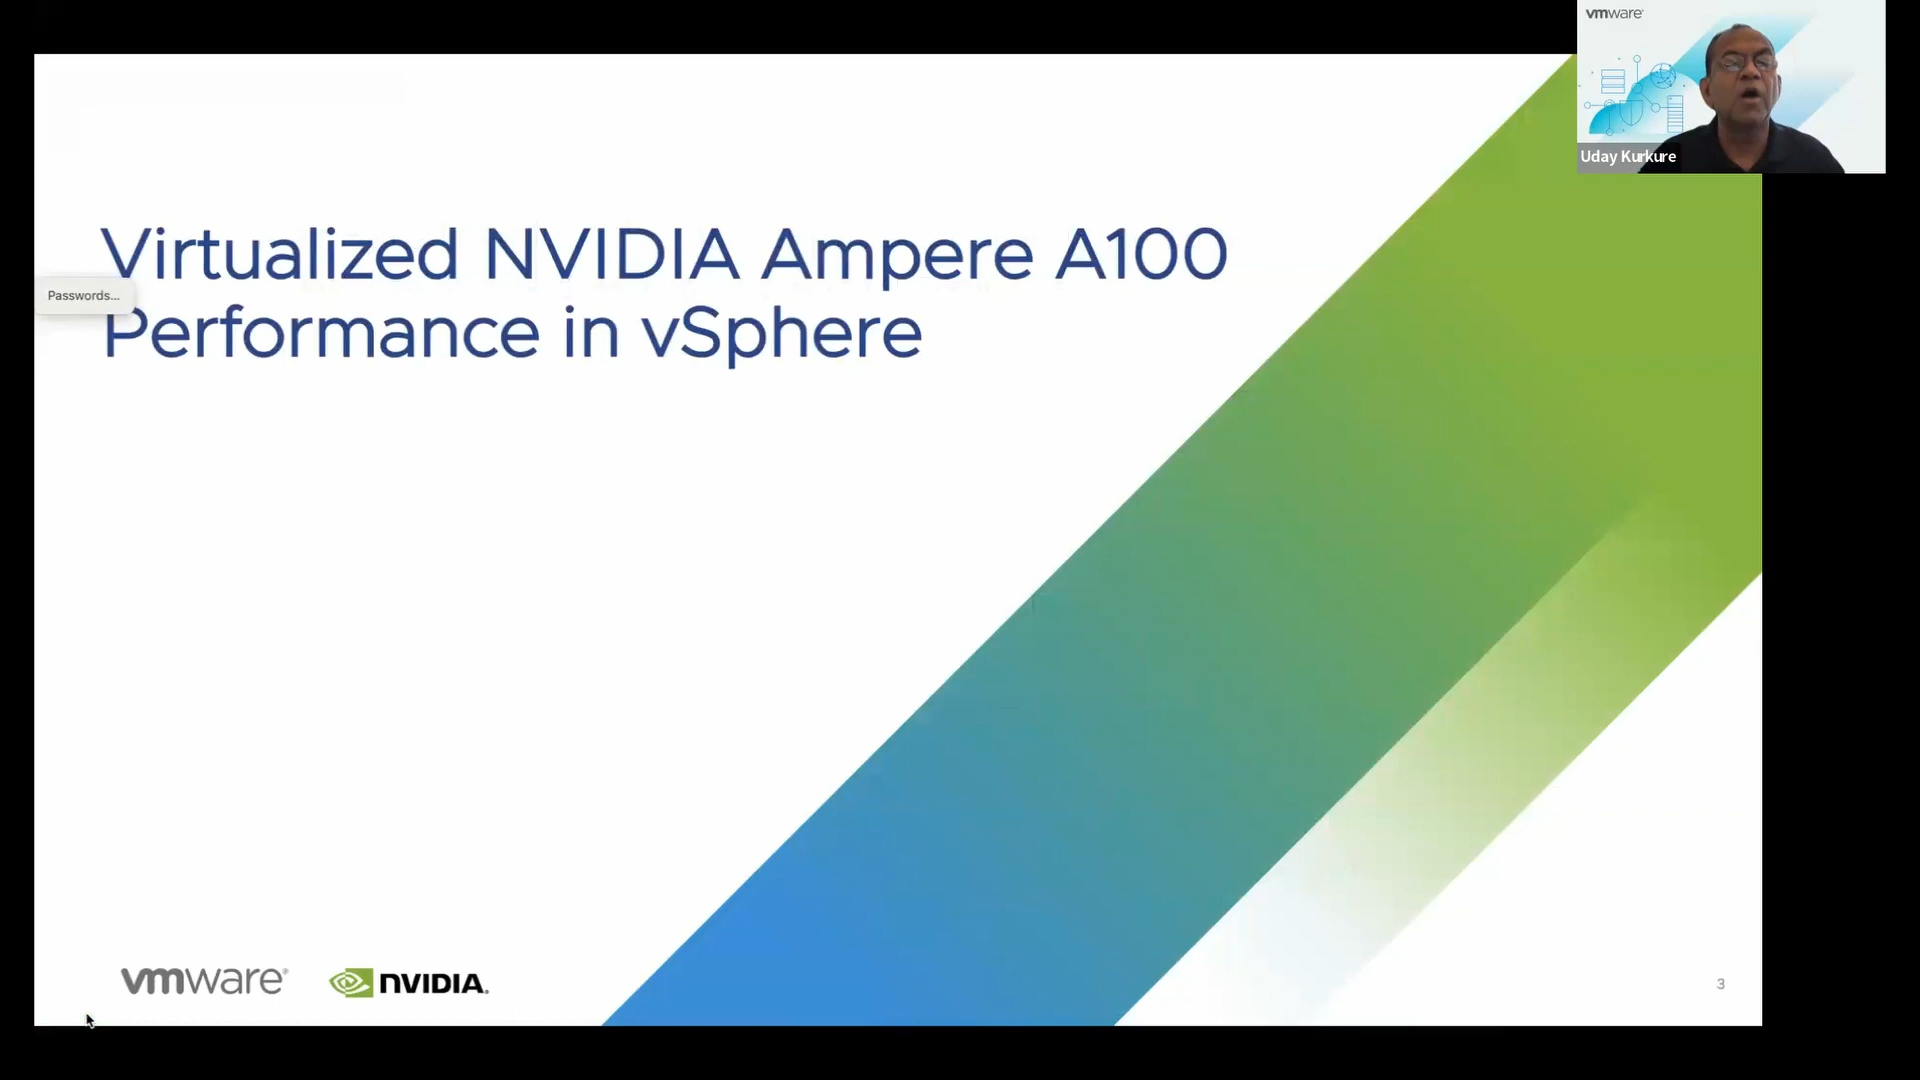 vmware
Uday Kurkure
Virtualized NVIDIA Ampere A100
Passwords...
Performance in vSphere
vmware®
NVIDIA.
3